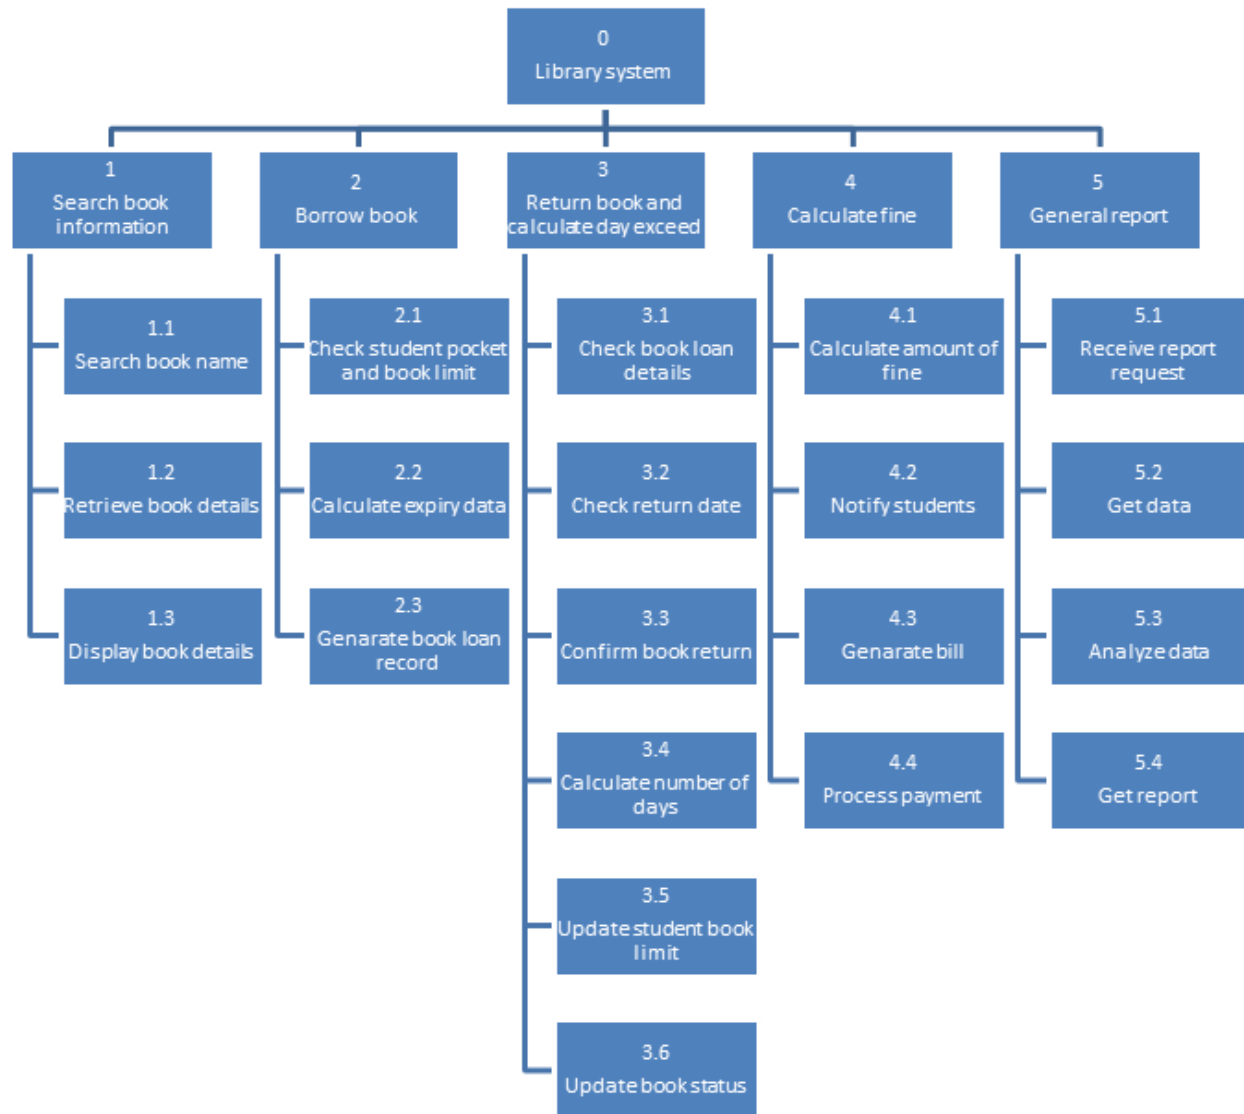 0
Library system
1
Search book
information
2
Borrow book
3
Return book and
calculate day exceed
4
Calculate fine
5
General report
1.1
Search book name
2.1
Check student pocket
and book limit
3.1
Check book loan
details
4.1
Calculate amount of
fine
5.1
Receive report
request
1.2
Retrieve book details
2.2
Calculate expiry data
3.2
Check return date
4.2
Notify students
5.2
Get data
1.3
Display book details
2.3
Genarate book loan
record
3.3
Confirm book return
4.3
Genarate bill
5.3
Analyze data
3.4
Calculate number of
days
4.4
Process payment
5.4
Get report
3.5
Update student book
limit
3.6
Update book status